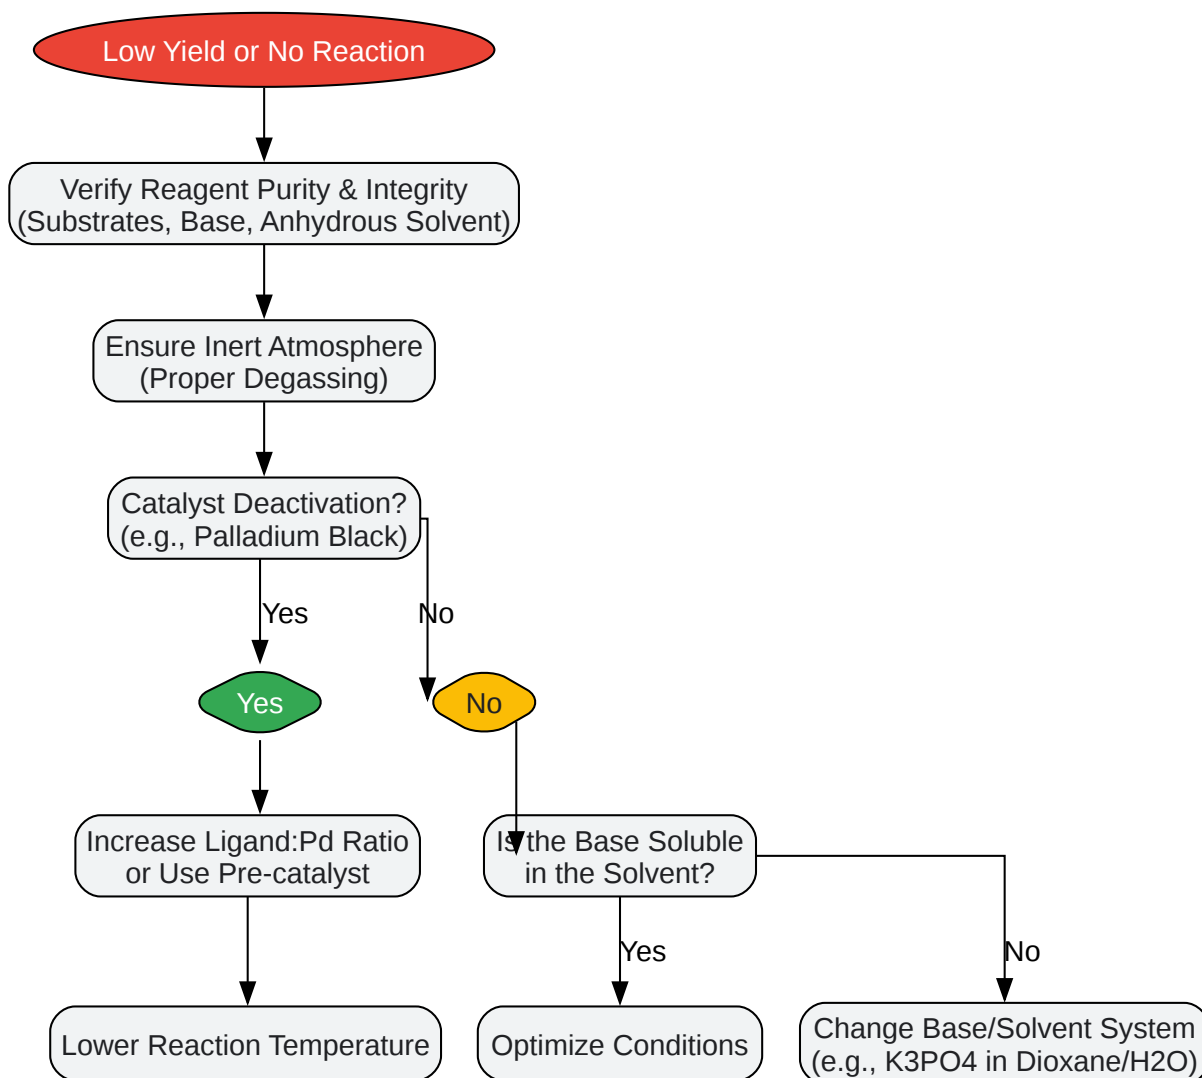 Low Yield or No Reaction
Verify Reagent Purity & Integrity
(Substrates, Base, Anhydrous Solvent)
Ensure Inert Atmosphere
(Proper Degassing)
Catalyst Deactivation?
(e.g., Palladium Black)
Yes
No
Yes
No
Increase Ligand:Pd Ratio
or Use Pre-catalyst
Is the Base Soluble
in the Solvent?
Yes
No
Lower Reaction Temperature
Optimize Conditions
Change Base/Solvent System
(e.g., K3PO4 in Dioxane/H2O)